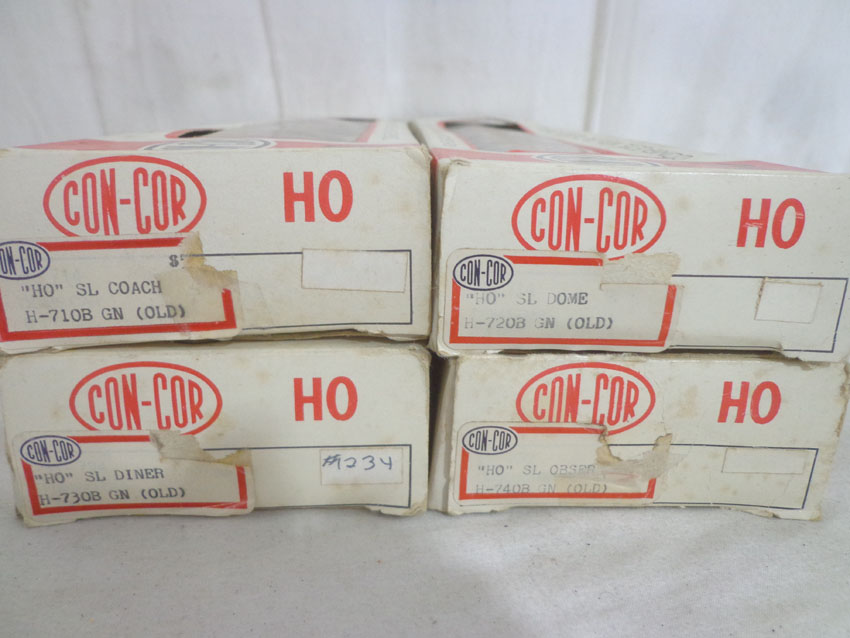 CON-COR
HO
CON-COR
"HO" SL COACH
H-710B GN (OLD)
CON-COR
HO
CON-COR
"HO" SL DOME
H-720B GN (OLD)
CON-COR
HO
CON-COR
"HO" SL DINER
H-730B GN (OLD)
#1234
CON-COR
HO
CON-COR
"HO" SL OBSER
H-740B GN (OLD)